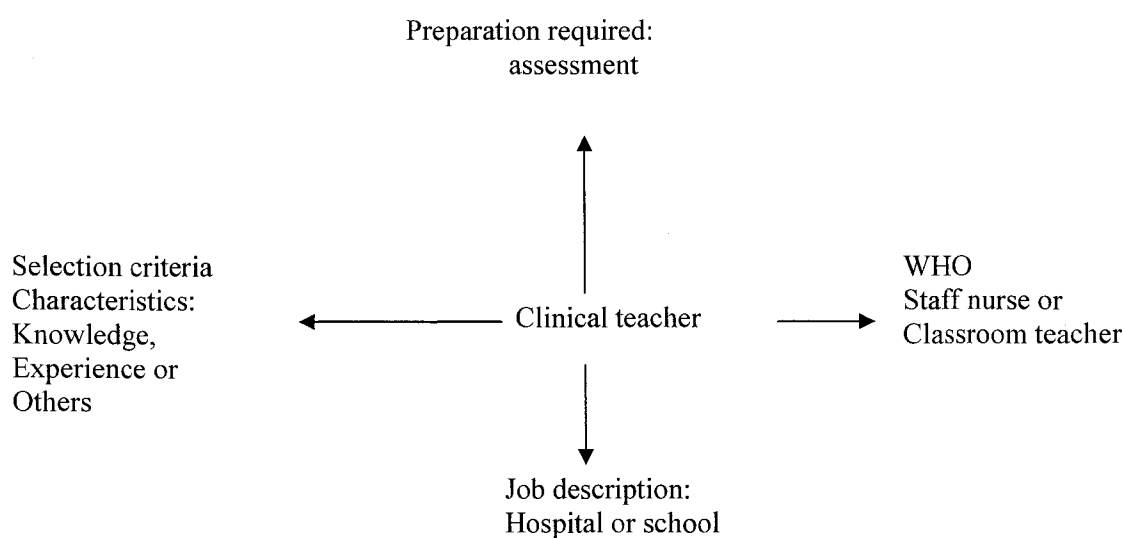 Preparation required:
assessment
Selection criteria
Characteristics:
Knowledge,
Experience or
Others
Clinical teacher
WHO
Staff nurse or
Classroom teacher
Job description:
Hospital or school